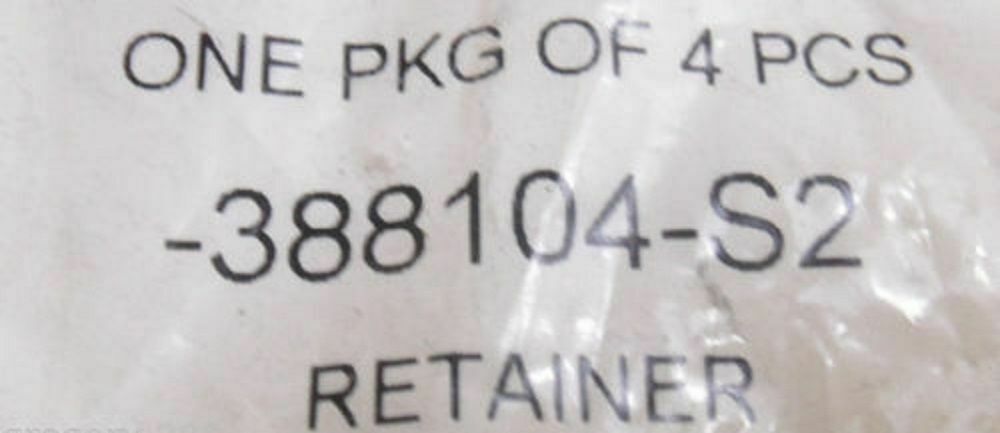 ONE PKG OF 4 PCS
-388104-S2
RETAINER